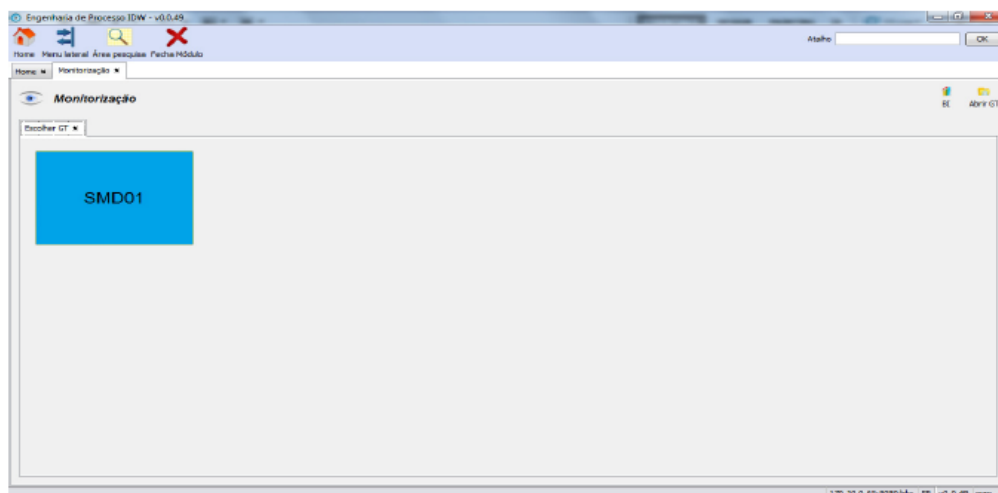 Engenharia de Processo IDW - v0.0.49
Home Menu lateral Área pesquisa Fecha Módulo
Atalho OK
Home Monitorização
Monitorização
BI Abrir GT
Escolher GT
SMD01